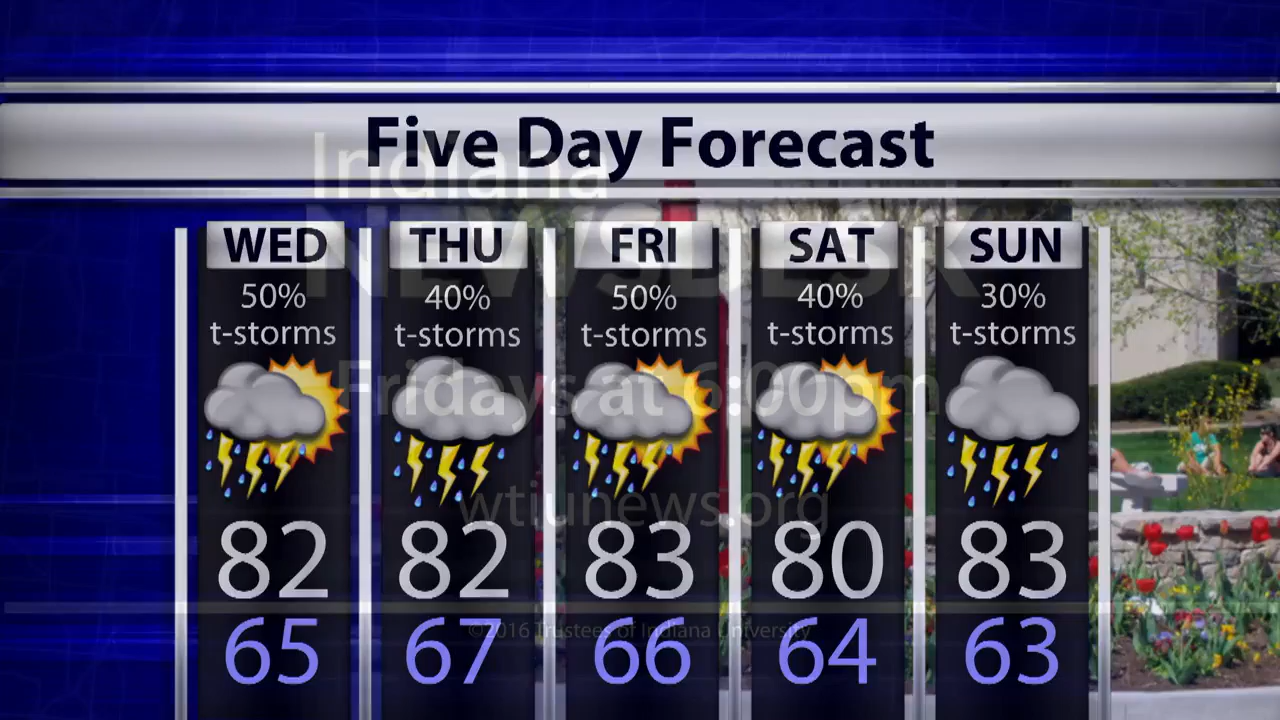 Five Day Forecast
Indiana
NEWSDESK
WED THU FRI SAT SUN
50% 40% 50% 40% 30%
t-storms t-storms t-storms t-storms t-storms
Fridays at 6:00pm
wtiunews.org
82 82 83 80 83
©2016 Trustees of Indiana University
65 67 66 64 63